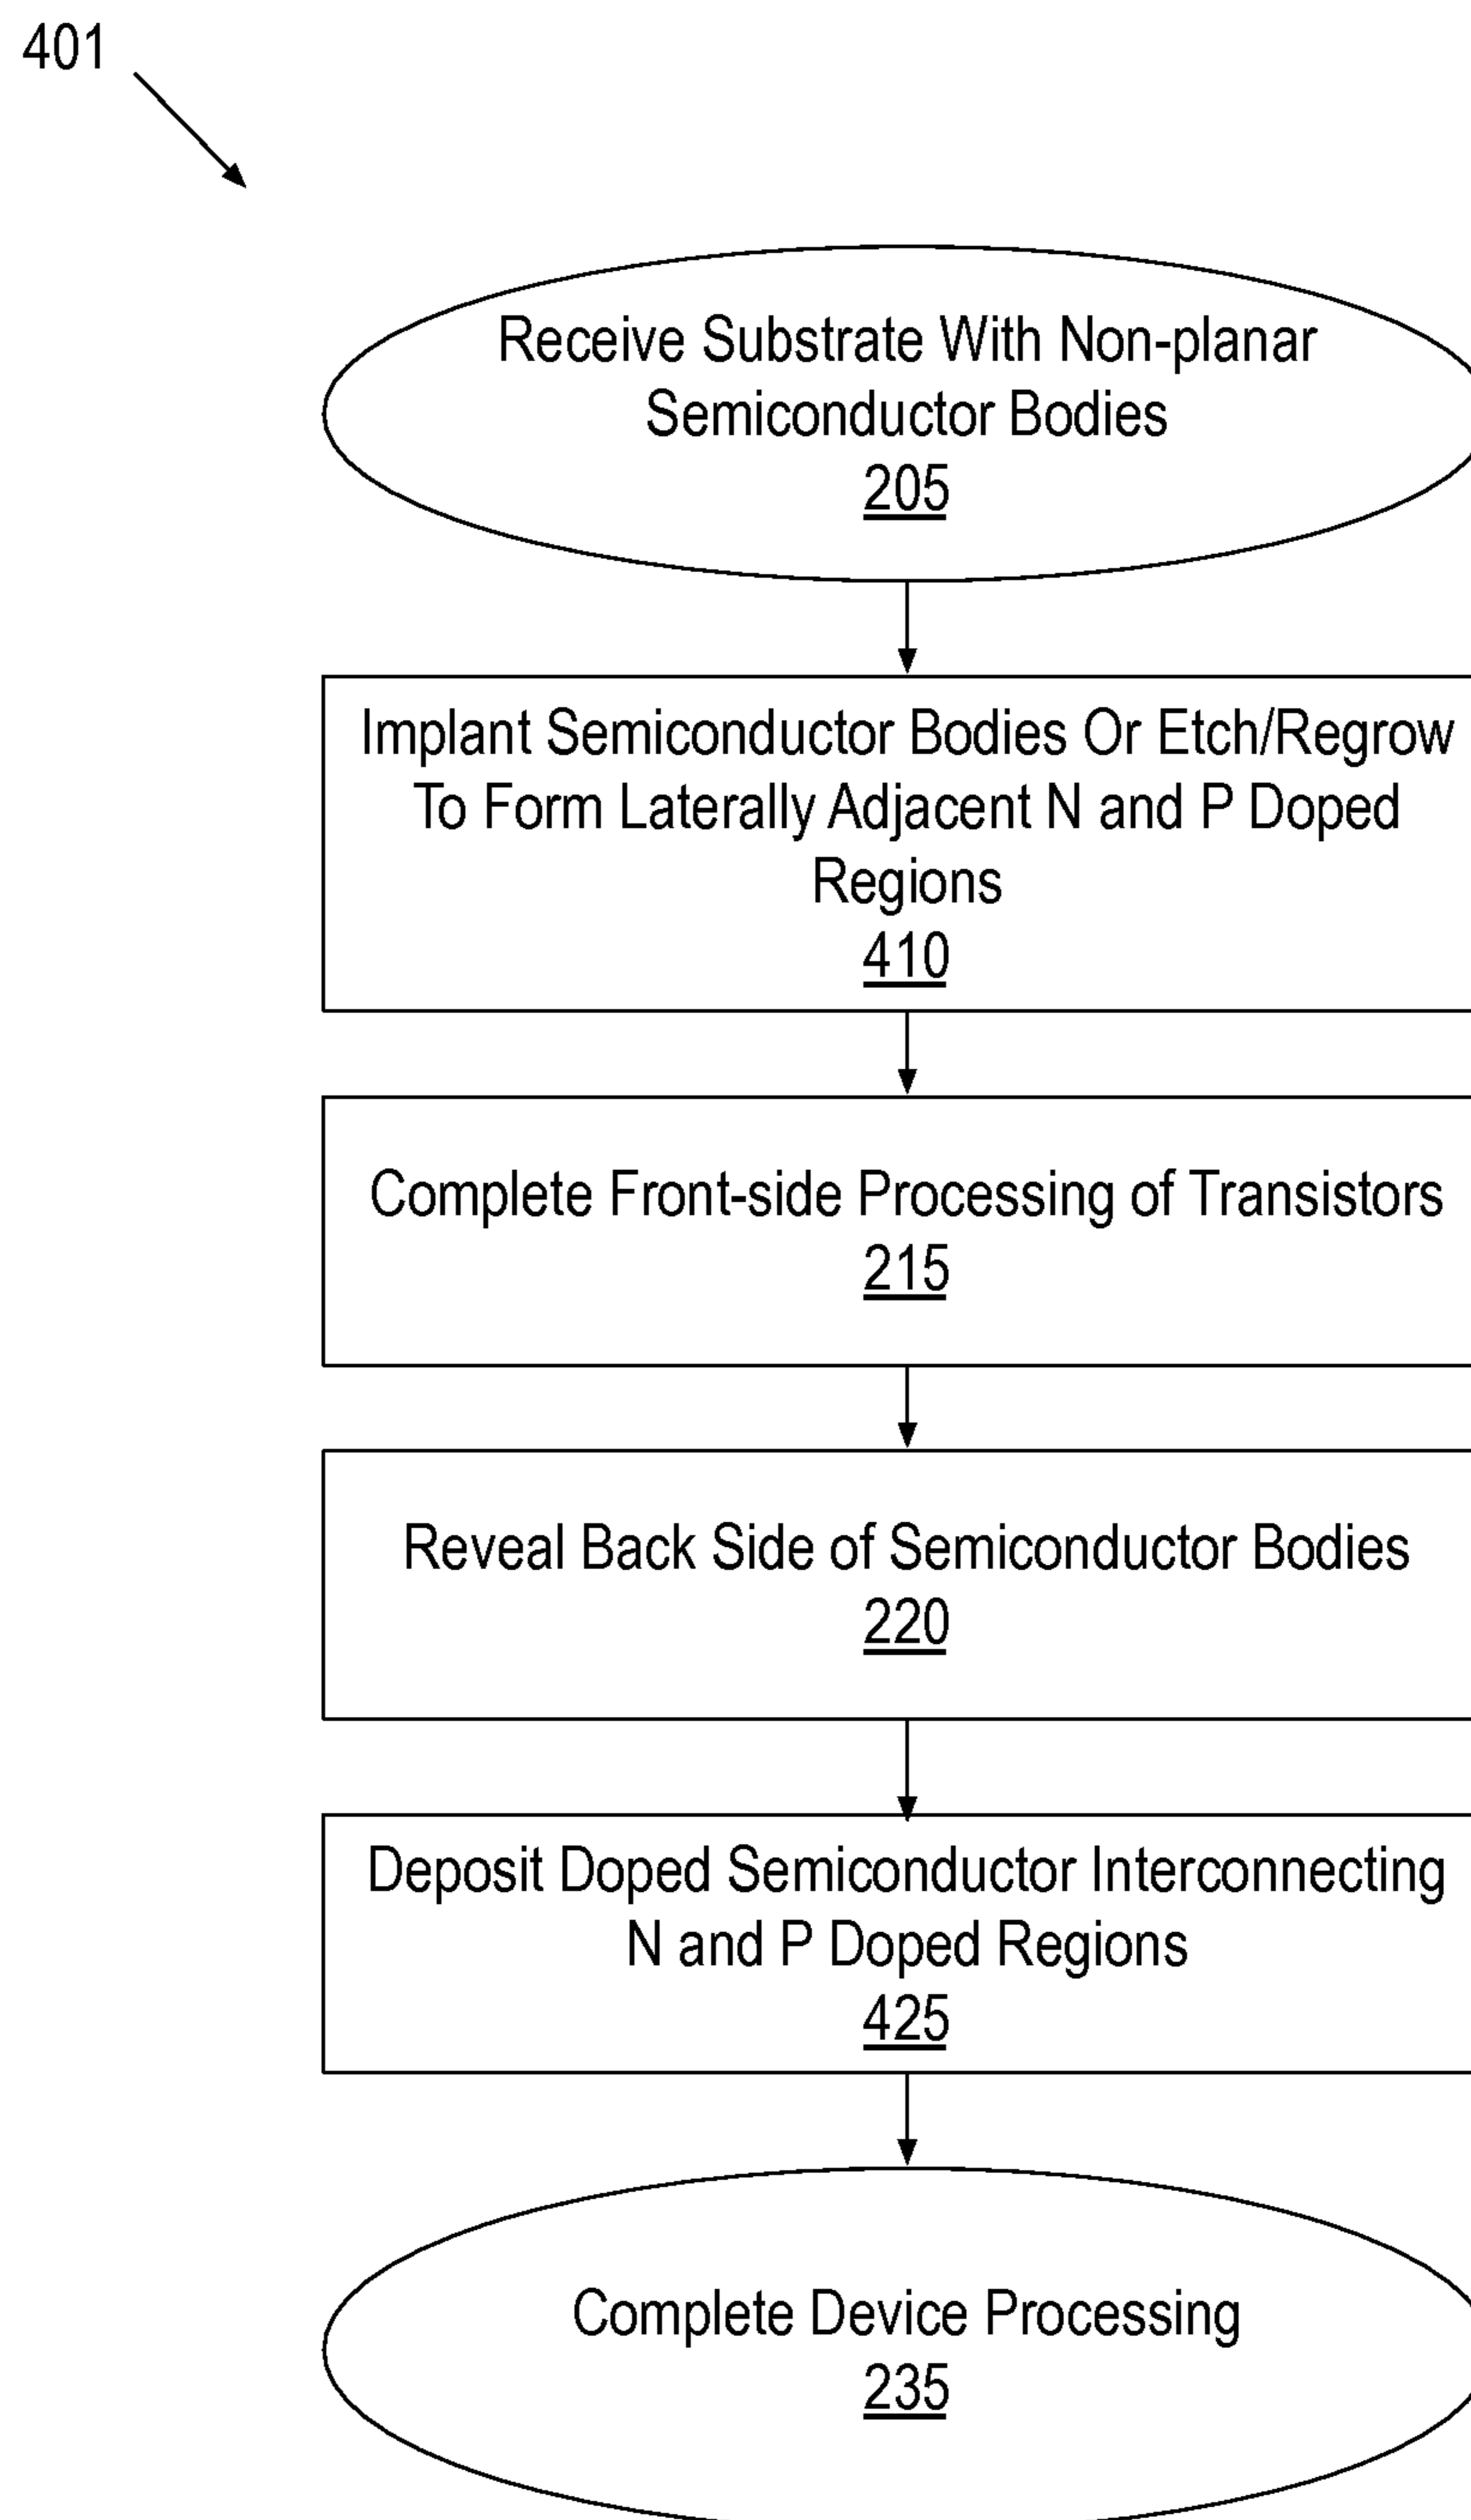 401
Receive Substrate With Non-planar
Semiconductor Bodies
205
Implant Semiconductor Bodies Or Etch/Regrow
To Form Laterally Adjacent N and P Doped
Regions
410
Complete Front-side Processing of Transistors
215
Reveal Back Side of Semiconductor Bodies
220
Deposit Doped Semiconductor Interconnecting
N and P Doped Regions
425
Complete Device Processing
235